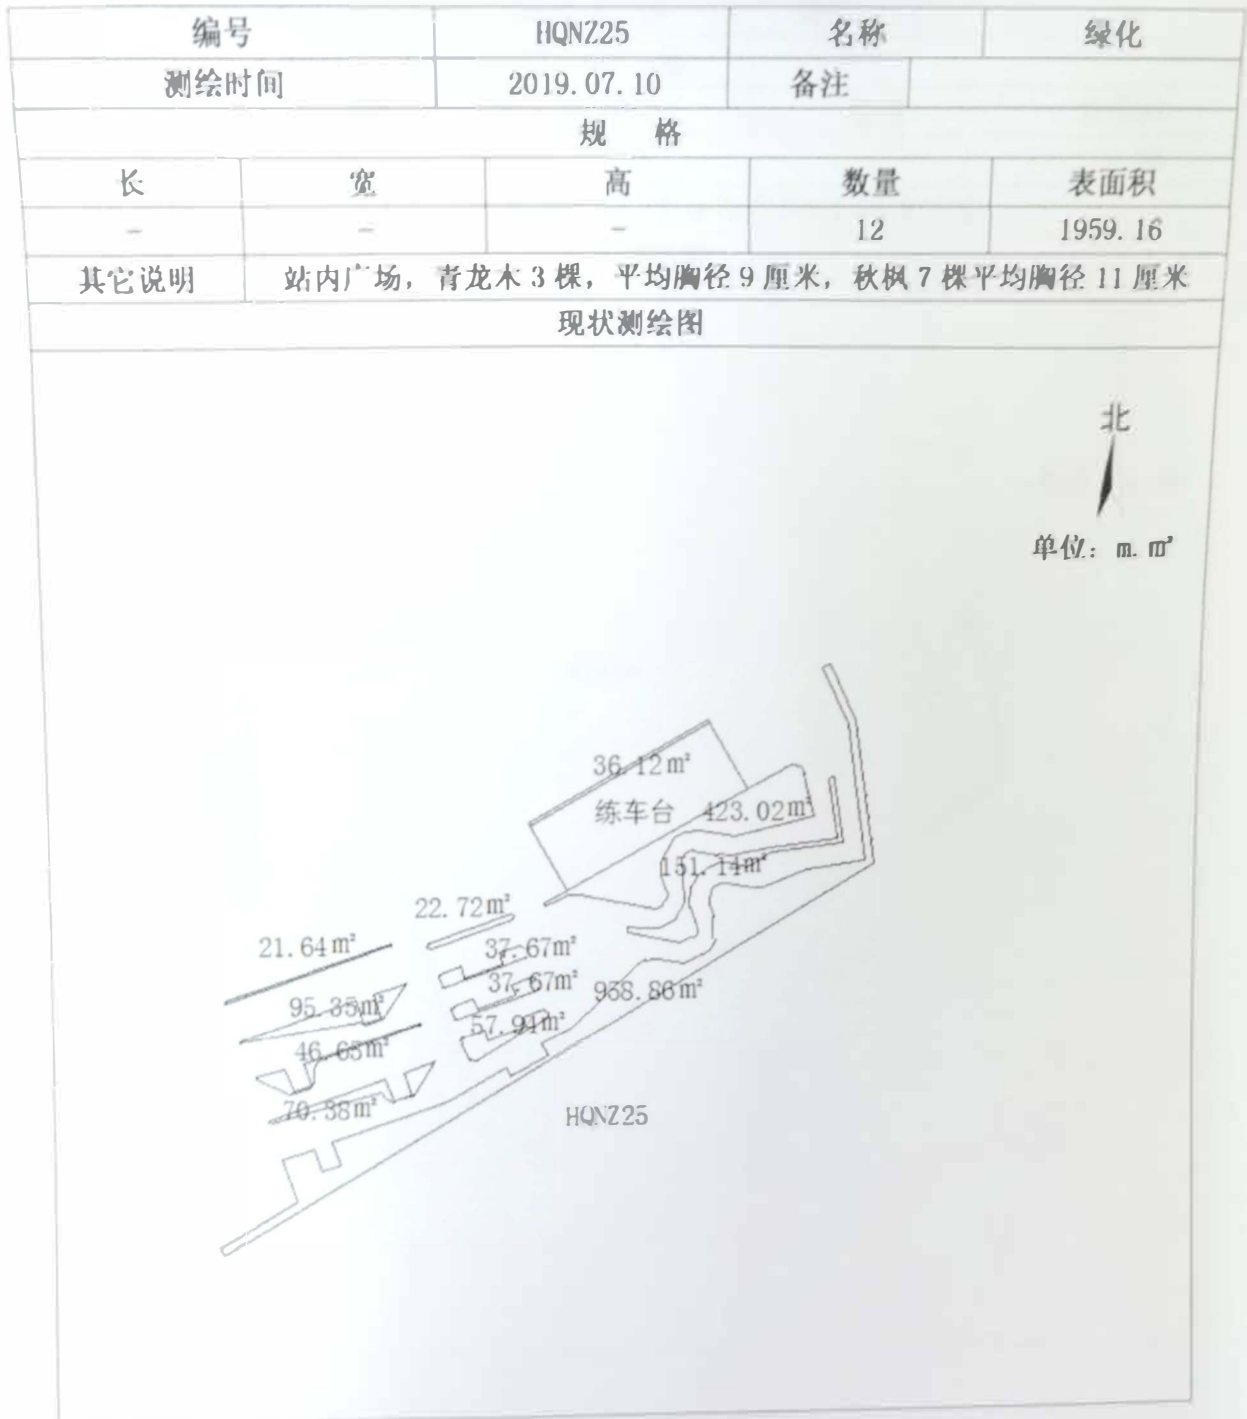 编号 HQNZ25 名称 绿化
测绘时间 2019.07.10 备注
规 格
长 宽 高 数量 表面积
- - - 12 1959.16
其它说明 站内广场，青龙木 3 棵，平均胸径 9 厘米，秋枫 7 棵平均胸径 11 厘米
现状测绘图
北
单位：m.㎡
36.12㎡
练车台 423.02㎡
151.14㎡
22.72㎡
21.64㎡
37.67㎡
37.67㎡
958.86㎡
95.35㎡
57.94㎡
46.65㎡
70.38㎡
HQNZ25